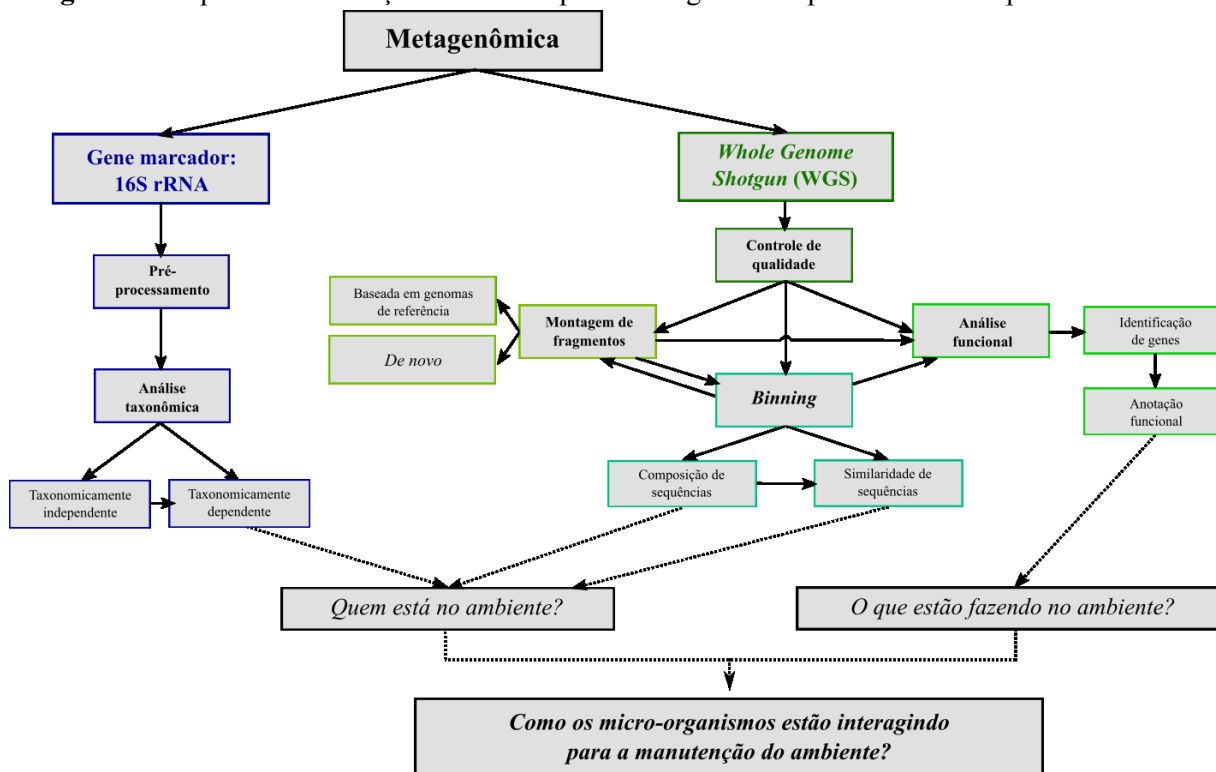 Metagenômica
Gene marcador:
16S rRNA
Whole Genome
Shotgun (WGS)
Controle de
qualidade
Pré-
processamento
Baseada em genomas
de referência
De novo
Montagem de
fragmentos
Análise
funcional
Identificação
de genes
Análise
taxonômica
Binning
Anotação
funcional
Taxonomicamente
independente
Taxonomicamente
dependente
Composição de
sequências
Similaridade de
sequências
Quem está no ambiente?
O que estão fazendo no ambiente?
Como os micro-organismos estão interagindo
para a manutenção do ambiente?